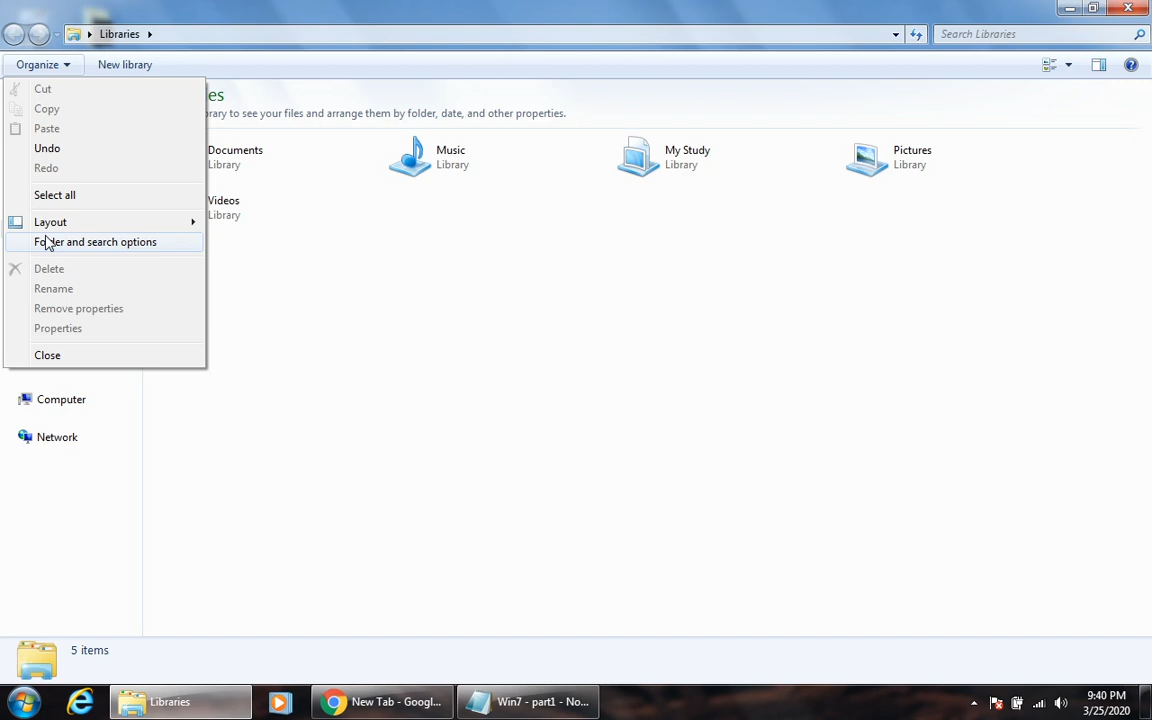 Libraries
Search Libraries
Organize
New library
Cut
Copy
Paste
Undo
Redo
Select all
Layout
Folder and search options
Delete
Rename
Remove properties
Properties
Close
es
rary to see your files and arrange them by folder, date, and other properties.
Documents
Library
Music
Library
My Study
Library
Pictures
Library
Videos
Library
Computer
Network
5 items
Libraries
New Tab - Googl...
Win7 - part1 - No...
9:40 PM
3/25/2020